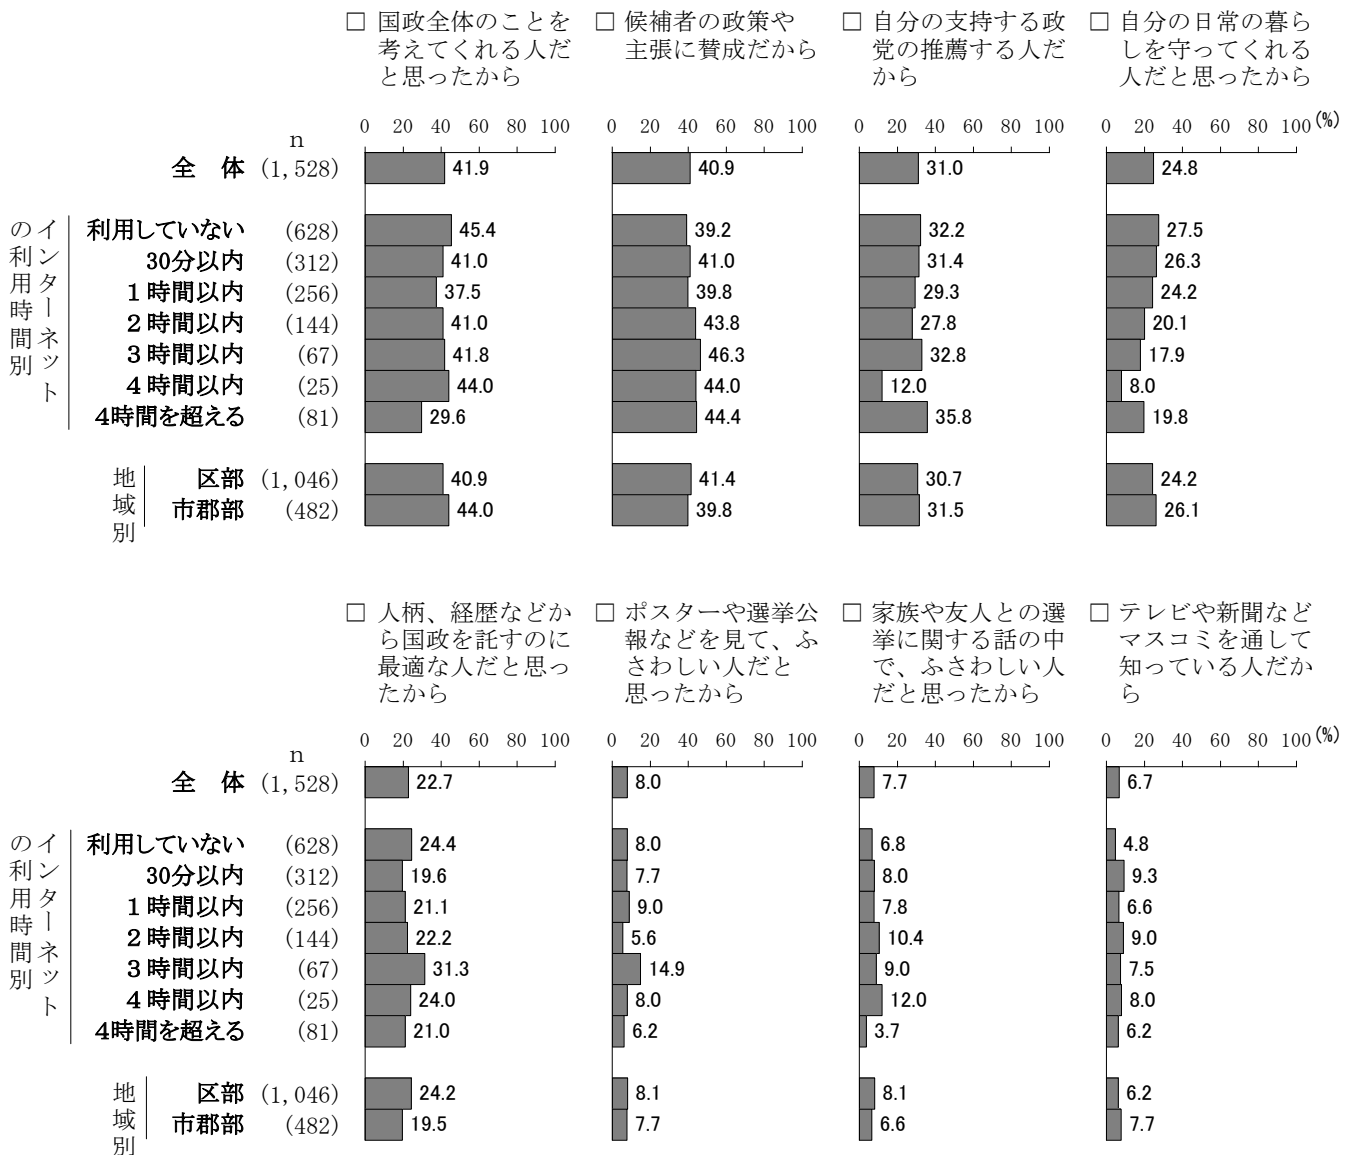 □ 国政全体のことを
考えてくれる人だ
と思ったから
□ 候補者の政策や
主張に賛成だから
□ 自分の支持する政
党の推薦する人だ
から
□ 自分の日常の暮ら
しを守ってくれる
人だと思ったから
0 20 40 60 80 100 0 20 40 60 80 100 0 20 40 60 80 100 0 20 40 60 80 100 (%)
n
全 体 (1,528) 41.9 40.9 31.0 24.8
インターネット
の利用時間別
利用していない (628) 45.4 39.2 32.2 27.5
30分以内 (312) 41.0 41.0 31.4 26.3
1時間以内 (256) 37.5 39.8 29.3 24.2
2時間以内 (144) 41.0 43.8 27.8 20.1
3時間以内 (67) 41.8 46.3 32.8 17.9
4時間以内 (25) 44.0 44.0 12.0 8.0
4時間を超える (81) 29.6 44.4 35.8 19.8
地域別
区部 (1,046) 40.9 41.4 30.7 24.2
市郡部 (482) 44.0 39.8 31.5 26.1
□ 人柄、経歴などか
ら国政を託すのに
最適な人だと思っ
たから
□ ポスターや選挙公
報などを見て、ふ
さわしい人だと
思ったから
□ 家族や友人との選
挙に関する話の中
で、ふさわしい人
だと思ったから
□ テレビや新聞など
マスコミを通して
知っている人だか
ら
0 20 40 60 80 100 0 20 40 60 80 100 0 20 40 60 80 100 0 20 40 60 80 100 (%)
n
全 体 (1,528) 22.7 8.0 7.7 6.7
インターネット
の利用時間別
利用していない (628) 24.4 8.0 6.8 4.8
30分以内 (312) 19.6 7.7 8.0 9.3
1時間以内 (256) 21.1 9.0 7.8 6.6
2時間以内 (144) 22.2 5.6 10.4 9.0
3時間以内 (67) 31.3 14.9 9.0 7.5
4時間以内 (25) 24.0 8.0 12.0 8.0
4時間を超える (81) 21.0 6.2 3.7 6.2
地域別
区部 (1,046) 24.2 8.1 8.1 6.2
市郡部 (482) 19.5 7.7 6.6 7.7